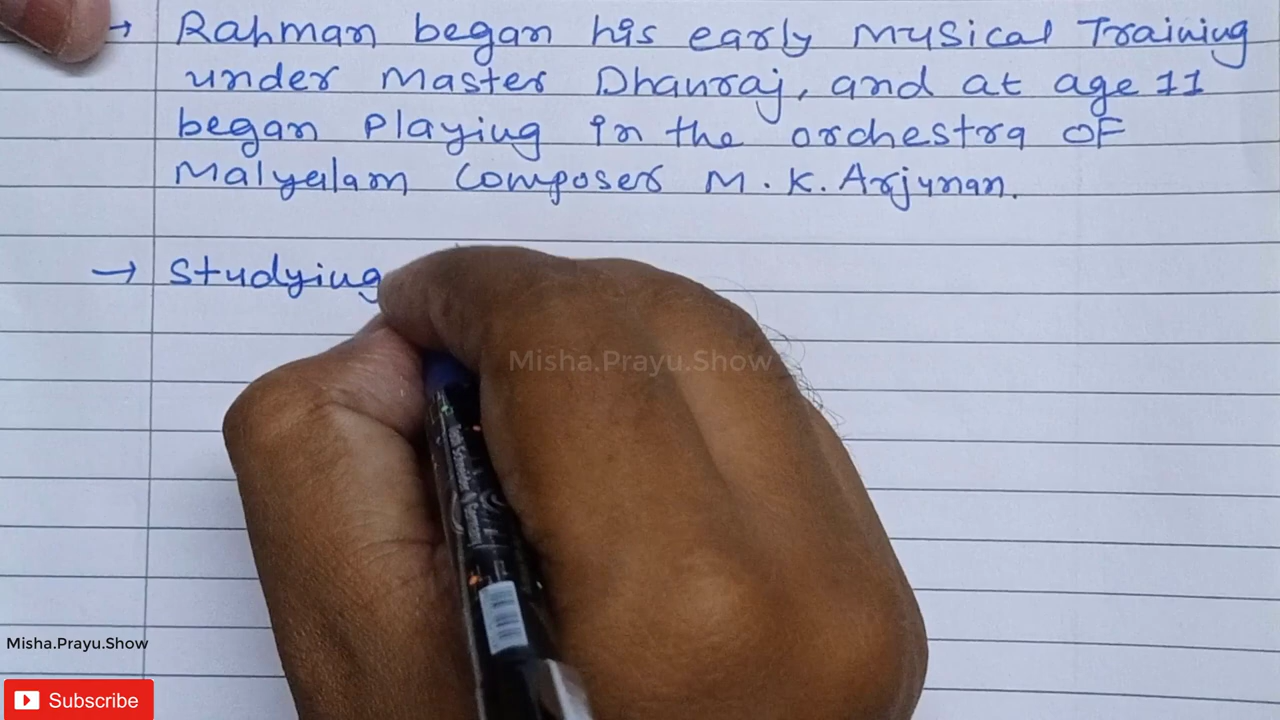 → Rahman began his early musical Training
under Master Dhanraj, and at age 11
began Playing in the orchestra OF
Malyalam Composer M. K. Arjunan.
→ Studying
Misha.Prayu.Show
Misha.Prayu.Show
Subscribe